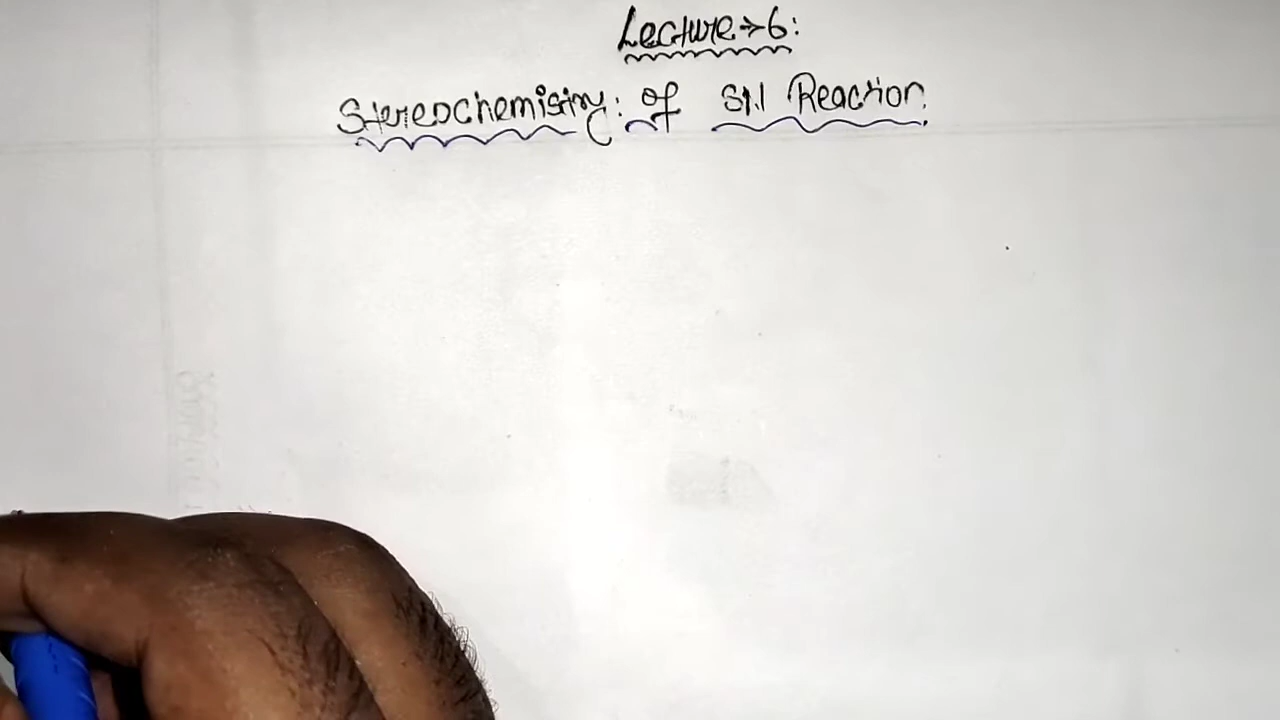 Lecture → 6:
Stereochemistry: of SN1 Reaction.